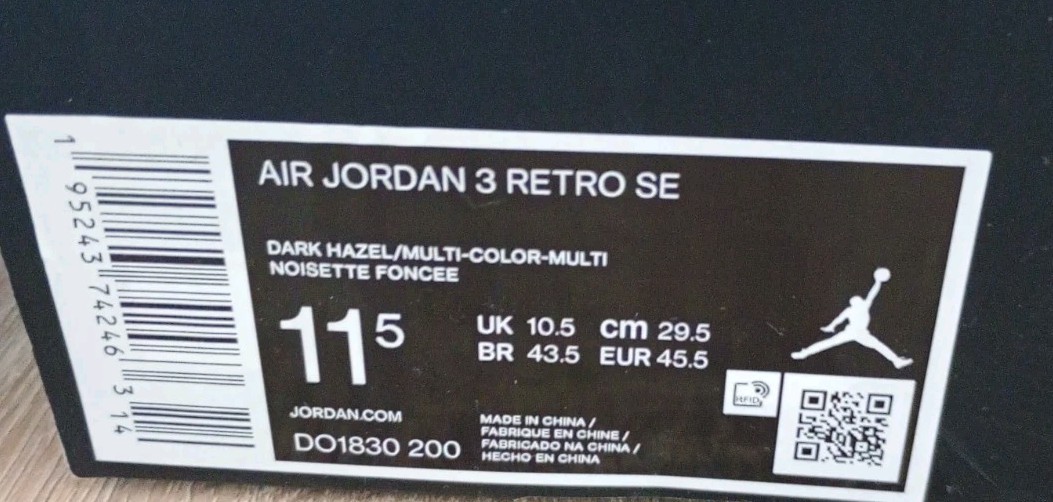 AIR JORDAN 3 RETRO SE
DARK HAZEL/MULTI-COLOR-MULTI
NOISETTE FONCEE
11⁵
UK 10.5 cm 29.5
BR 43.5 EUR 45.5
JORDAN.COM
DO1830 200
MADE IN CHINA /
FABRIQUE EN CHINE /
FABRICADO NA CHINA /
HECHO EN CHINA
RFID
1 95243 74246 3 14